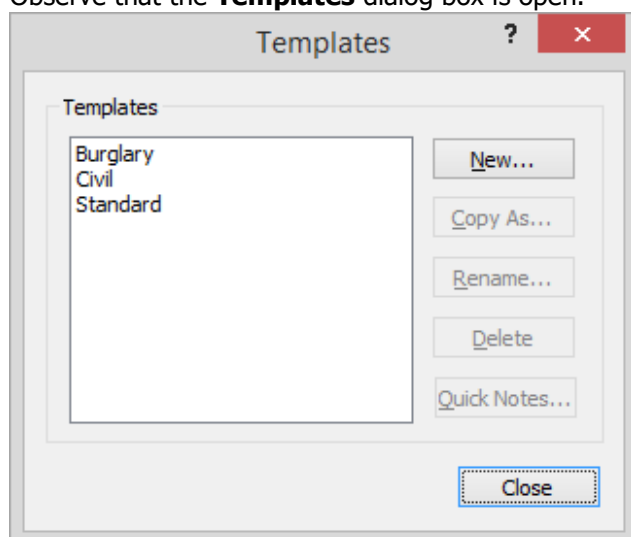 Observe that the Templates dialog box is open.
Templates ? ×
Templates
Burglary
Civil
Standard
New...
Copy As...
Rename...
Delete
Quick Notes...
Close